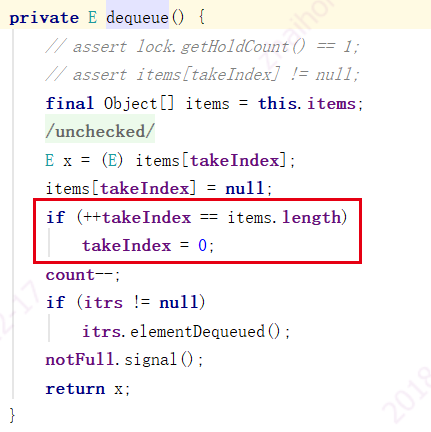 private E dequeue() {
// assert lock.getHoldCount() == 1;
// assert items[takeIndex] != null;
final Object[] items = this.items;
/unchecked/
E x = (E) items[takeIndex];
items[takeIndex] = null;
if (++takeIndex == items.length)
takeIndex = 0;
count--;
if (itrs != null)
itrs.elementDequeued();
notFull.signal();
return x;
}